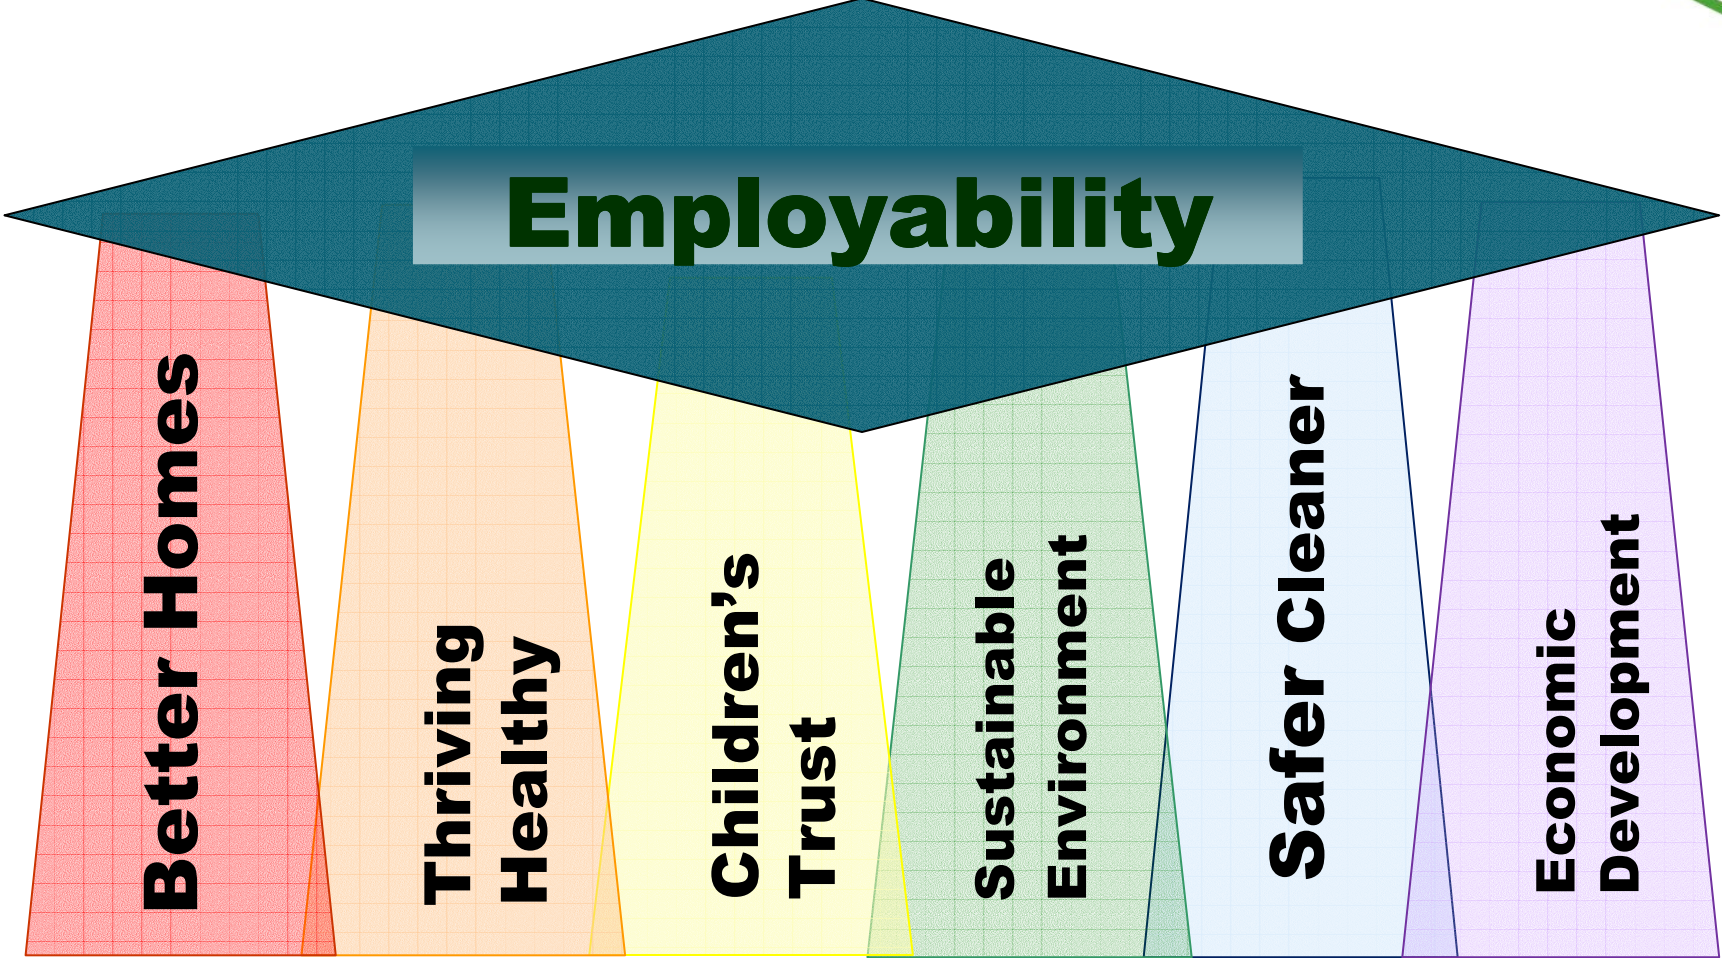 Employability
Better Homes
Thriving
Healthy
Children’s
Trust
Sustainable
Environment
Safer Cleaner
Economic
Development